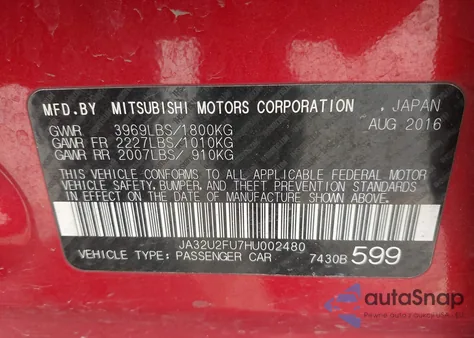 MFD.BY MITSUBISHI MOTORS CORPORATION , JAPAN
GVWR 3969LBS/1800KG AUG 2016
GAWR FR 2227LBS/1010KG
GAWR RR 2007LBS/ 910KG
THIS VEHICLE CONFORMS TO ALL APPLICABLE FEDERAL MOTOR
VEHICLE SAFETY, BUMPER, AND THEFT PREVENTION STANDARDS
IN EFFECT ON THE DATE OF MANUFACTURE SHOWN ABOVE.
JA32U2FU7HU002480
VEHICLE TYPE: PASSENGER CAR 7430B 599
autoSnap